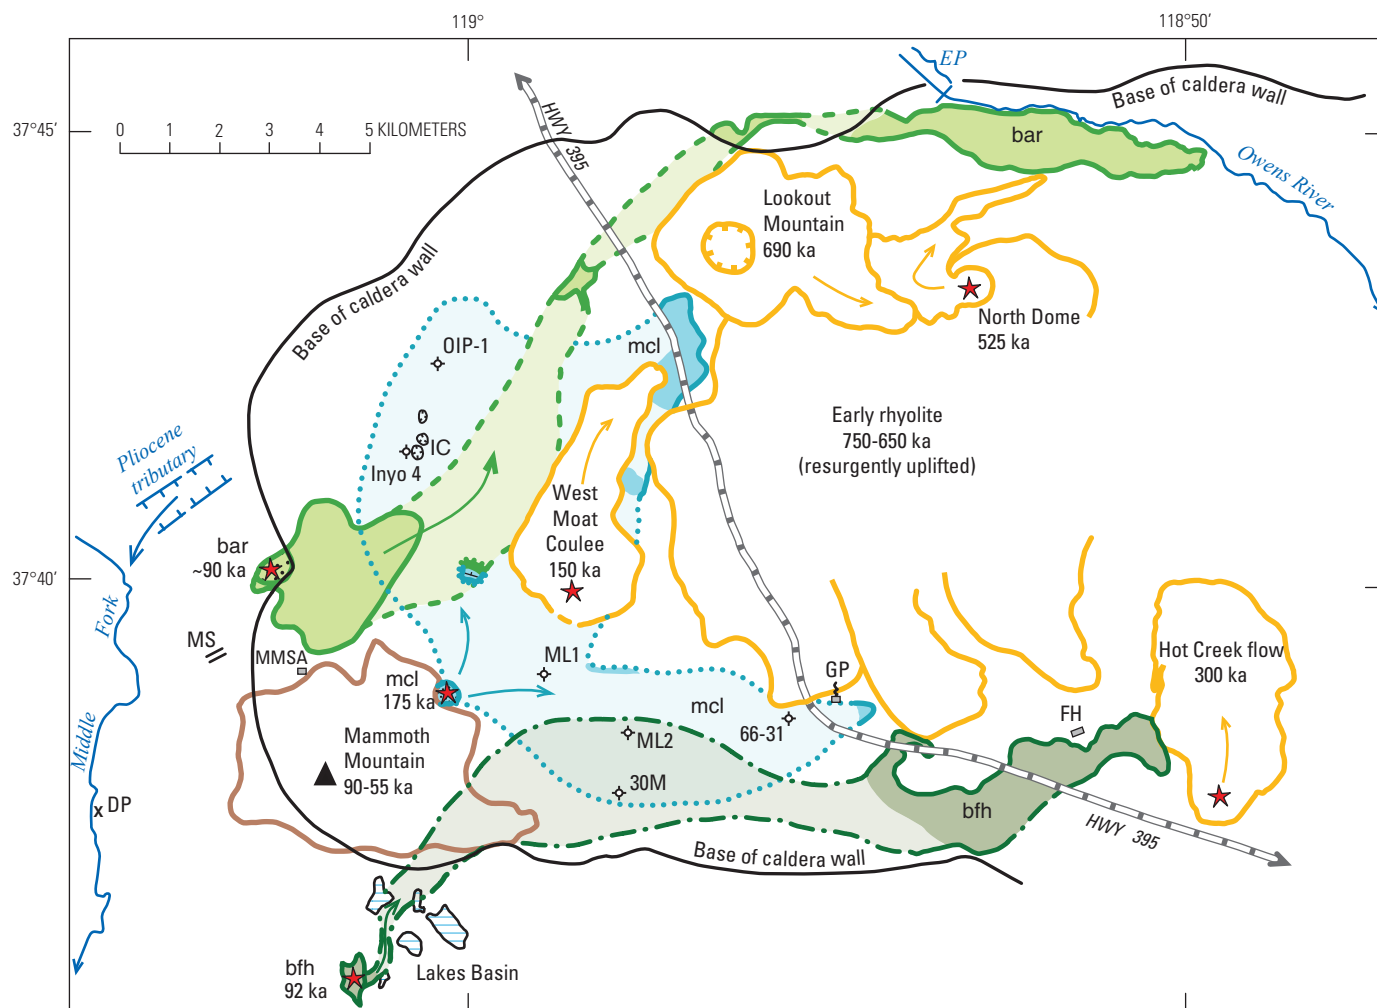 119°
118°50′
37°45′
0 1 2 3 4 5 KILOMETERS
HWY 395
EP
Base of caldera wall
bar
Owens River
Lookout
Mountain
690 ka
Base of caldera wall
North Dome
525 ka
OIP-1
mcl
IC
Inyo 4
Early rhyolite
750-650 ka
(resurgently uplifted)
Pliocene
tributary
West
Moat
Coulee
150 ka
bar
~90 ka
37°40′
Fork
MS
MMSA
mcl
175 ka
ML1
GP
Hot Creek flow
300 ka
mcl
66-31
FH
Middle
Mammoth
Mountain
90-55 ka
ML2
30M
DP
bfh
HWY 395
Base of caldera wall
bfh
92 ka
Lakes Basin